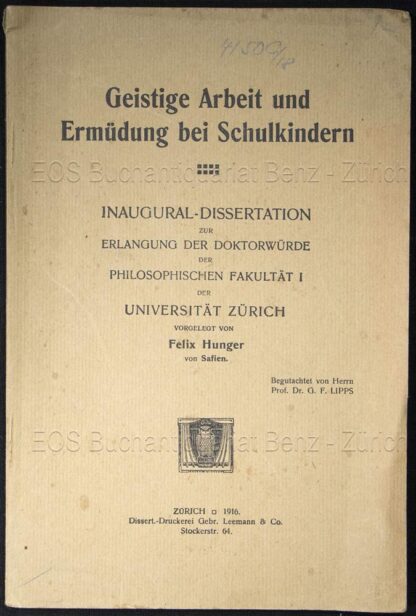 Geistige Arbeit und
Ermüdung bei Schulkindern
EOS Buchantiquariat Benz - Zürich
INAUGURAL-DISSERTATION
ZUR
ERLANGUNG DER DOKTORWÜRDE
DER
PHILOSOPHISCHEN FAKULTÄT I
DER
UNIVERSITÄT ZÜRICH
VORGELEGT VON
Felix Hunger
von Safien.
Begutachtet von Herrn
Prof. Dr. G. F. LIPPS
EOS Buchantiquariat Benz - Zürich
ZÜRICH □ 1916.
Dissert.-Druckerei Gebr. Leemann & Co.
Stockerstr. 64.